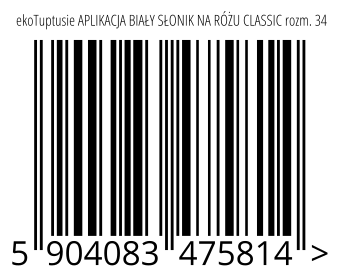 ekoTuptusie APLIKACJA BIAŁY SŁONIK NA RÓŻU CLASSIC rozm. 34
5 904083 475814 >